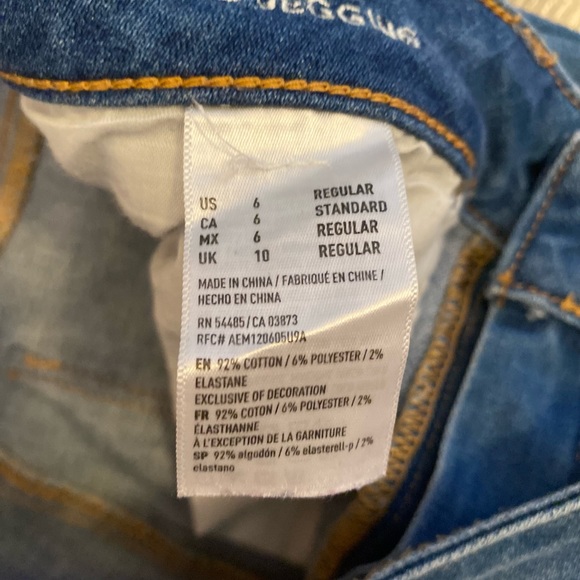 JEGGING
US 6 REGULAR
CA 6 STANDARD
MX 6 REGULAR
UK 10 REGULAR
MADE IN CHINA / FABRIQUÉ EN CHINE /
HECHO EN CHINA
RN 54485/CA 03873
RFC# AEM120605U9A
EN 92% COTTON / 6% POLYESTER / 2%
ELASTANE
EXCLUSIVE OF DECORATION
FR 92% COTON / 6% POLYESTER / 2%
ÉLASTHANNE
À L'EXCEPTION DE LA GARNITURE
SP 92% algodón / 6% elasterell-p / 2%
elastano